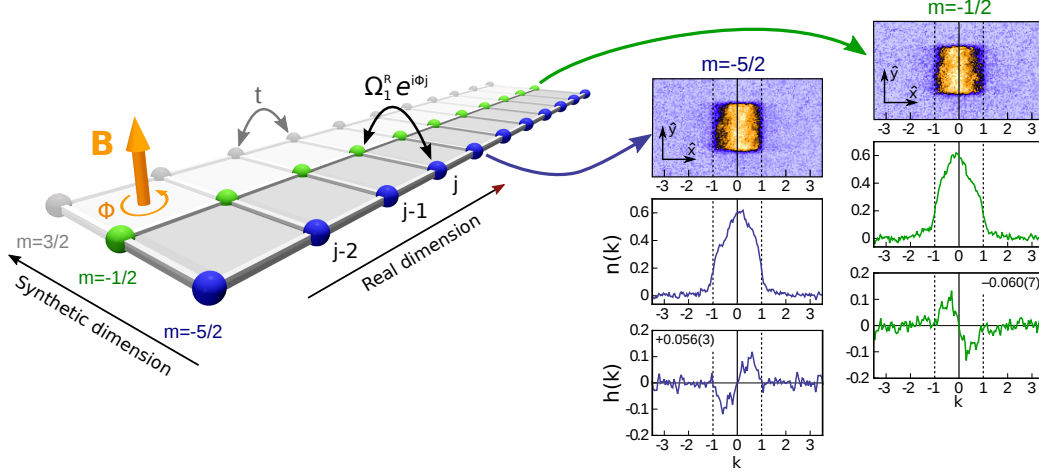 m=-1/2
m=-5/2
t
Ω₁ᴿ e^{iΦj}
B
Φ
ŷ
x̂
ŷ
x̂
-3 -2 -1 0 1 2 3
-3 -2 -1 0 1 2 3
j
j-1
j-2
Real dimension
m=3/2
m=-1/2
m=-5/2
Synthetic dimension
n(k)
0.6
0.4
0.2
0
0.6
0.4
0.2
0
+0.056(3)
h(k)
0.2
0.1
0
-0.1
-0.2
-3 -2 -1 0 1 2 3
k
−0.060(7)
0.2
0.1
0
-0.1
-0.2
-3 -2 -1 0 1 2 3
k